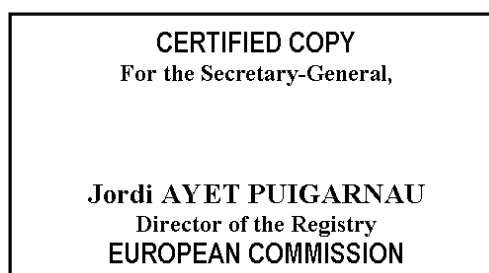 CERTIFIED COPY
For the Secretary-General,
Jordi AYET PUIGARNAU
Director of the Registry
EUROPEAN COMMISSION